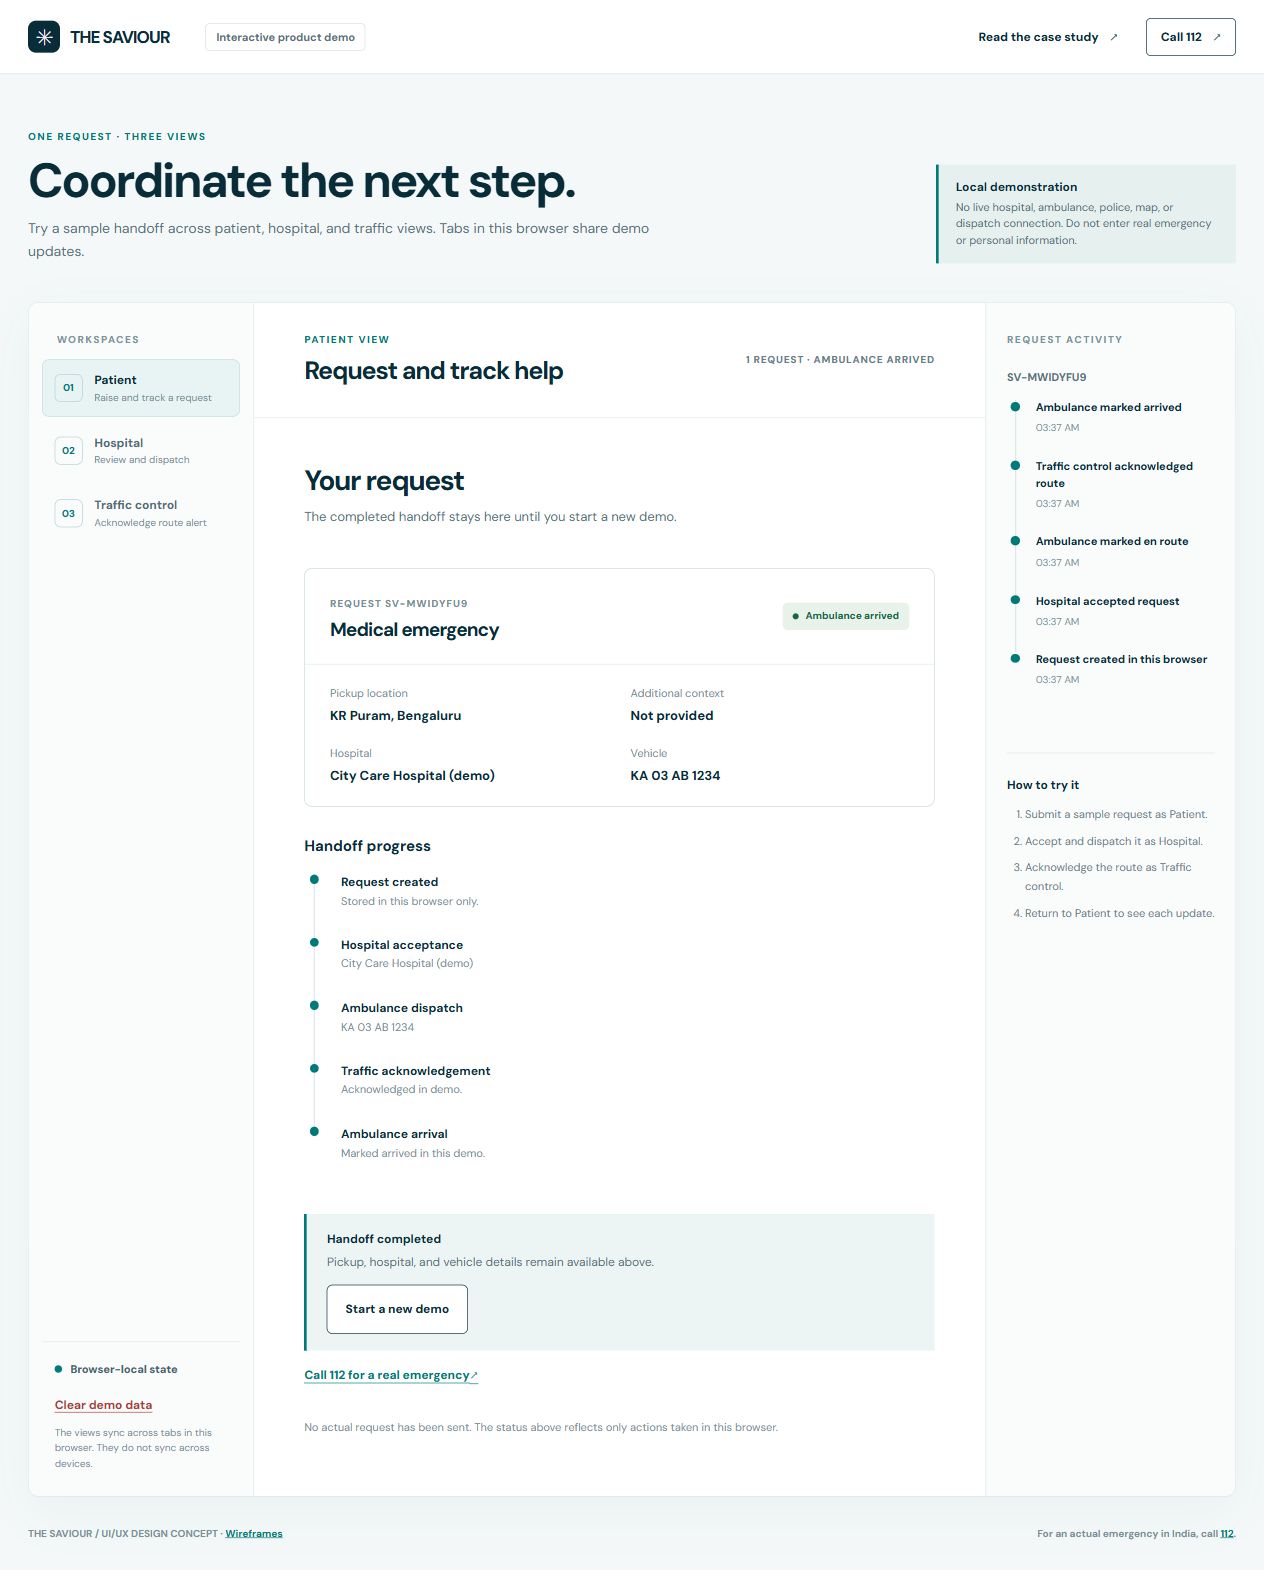 THE SAVIOUR
Interactive product demo
Read the case study ↗
Call 112 ↗
ONE REQUEST · THREE VIEWS
Coordinate the next step.
Try a sample handoff across patient, hospital, and traffic views. Tabs in this browser share demo
updates.
Local demonstration
No live hospital, ambulance, police, map, or
dispatch connection. Do not enter real emergency
or personal information.
WORKSPACES
01
Patient
Raise and track a request
02
Hospital
Review and dispatch
03
Traffic control
Acknowledge route alert
Browser-local state
Clear demo data
The views sync across tabs in this
browser. They do not sync across
devices.
PATIENT VIEW
Request and track help
1 REQUEST · AMBULANCE ARRIVED
Your request
The completed handoff stays here until you start a new demo.
REQUEST SV-MWIDYFU9
Medical emergency
Ambulance arrived
Pickup location
KR Puram, Bengaluru
Additional context
Not provided
Hospital
City Care Hospital (demo)
Vehicle
KA 03 AB 1234
Handoff progress
Request created
Stored in this browser only.
Hospital acceptance
City Care Hospital (demo)
Ambulance dispatch
KA 03 AB 1234
Traffic acknowledgement
Acknowledged in demo.
Ambulance arrival
Marked arrived in this demo.
Handoff completed
Pickup, hospital, and vehicle details remain available above.
Start a new demo
Call 112 for a real emergency↗
No actual request has been sent. The status above reflects only actions taken in this browser.
REQUEST ACTIVITY
SV-MWIDYFU9
Ambulance marked arrived
03:37 AM
Traffic control acknowledged
route
03:37 AM
Ambulance marked en route
03:37 AM
Hospital accepted request
03:37 AM
Request created in this browser
03:37 AM
How to try it
1. Submit a sample request as Patient.
2. Accept and dispatch it as Hospital.
3. Acknowledge the route as Traffic
control.
4. Return to Patient to see each update.
THE SAVIOUR / UI/UX DESIGN CONCEPT · Wireframes
For an actual emergency in India, call 112.